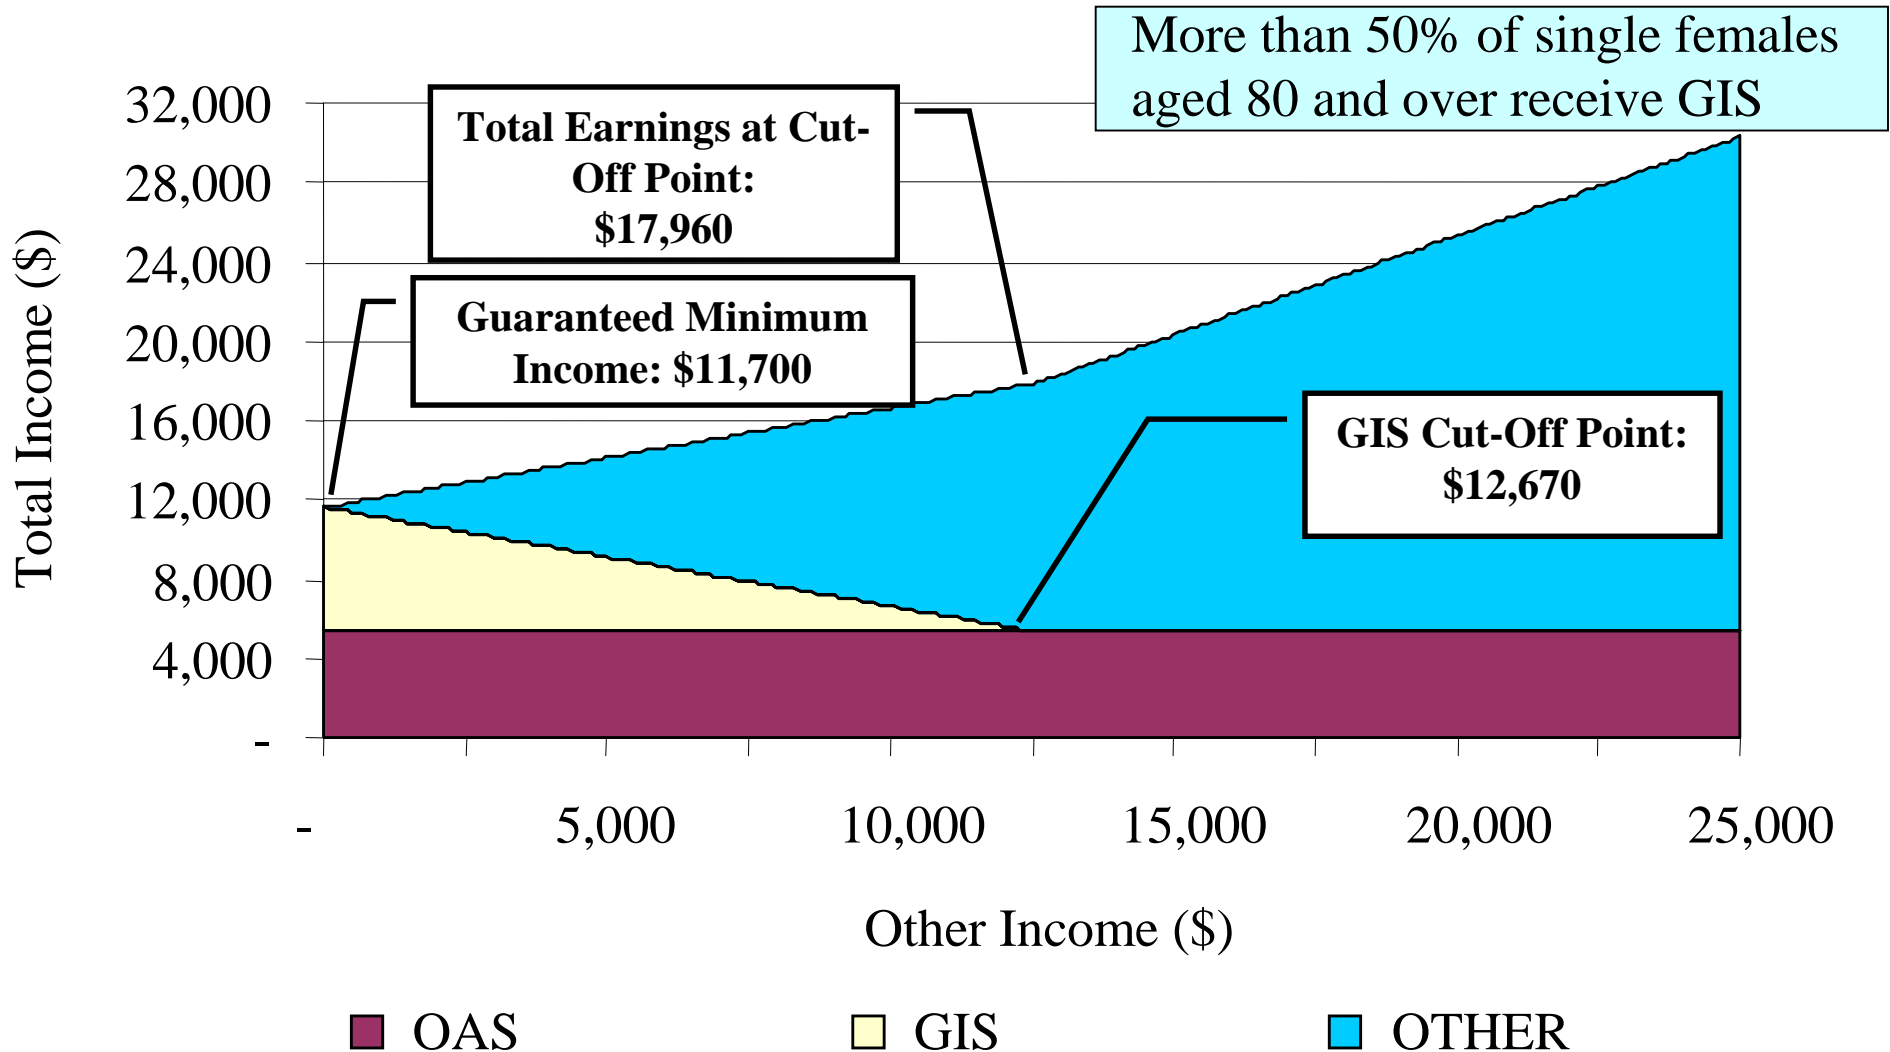 More than 50% of single females
aged 80 and over receive GIS
Total Earnings at Cut-
Off Point:
$17,960
Guaranteed Minimum
Income: $11,700
GIS Cut-Off Point:
$12,670
Total Income ($)
32,000
28,000
24,000
20,000
16,000
12,000
8,000
4,000
-
-
5,000
10,000
15,000
20,000
25,000
Other Income ($)
OAS
GIS
OTHER